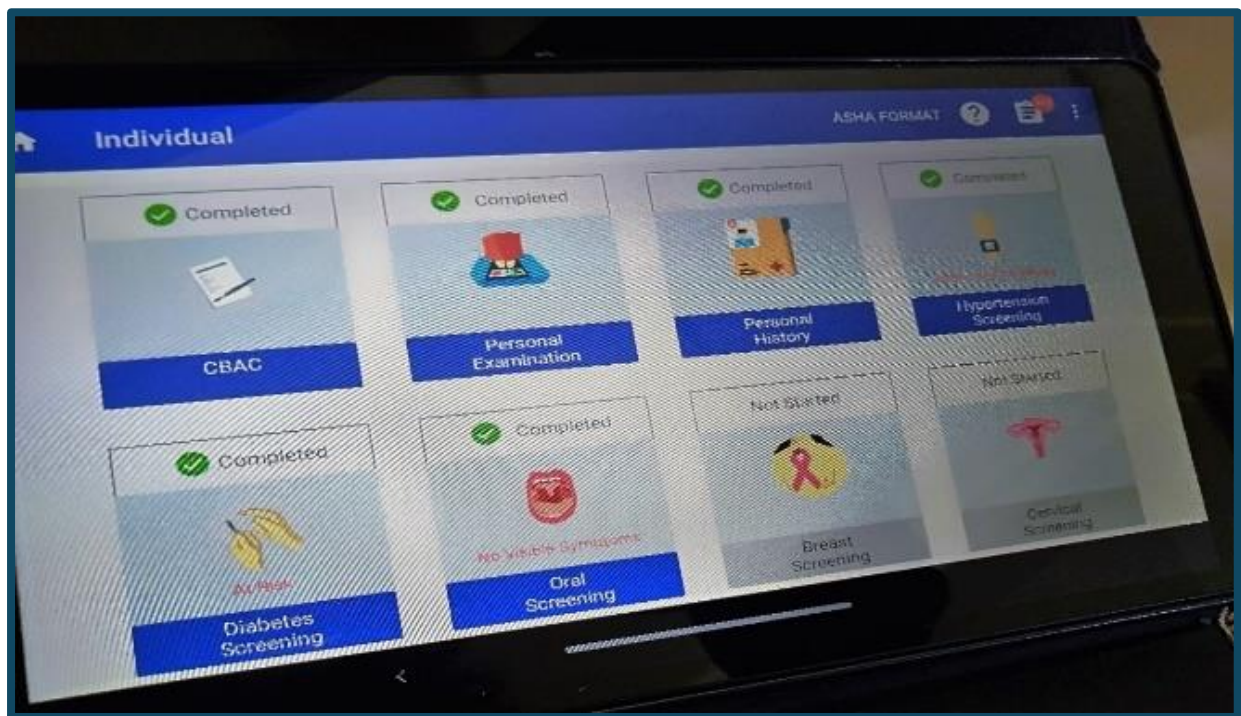 Individual
ASHA FORMAT
Completed
Completed
Completed
Completed
CBAC
Personal
Examination
Personal
History
Hypertension
Screening
Completed
Completed
Not Started
Not Started
At Risk
No Visible Symptoms
Diabetes
Screening
Oral
Screening
Breast
Screening
Cervical
Screening